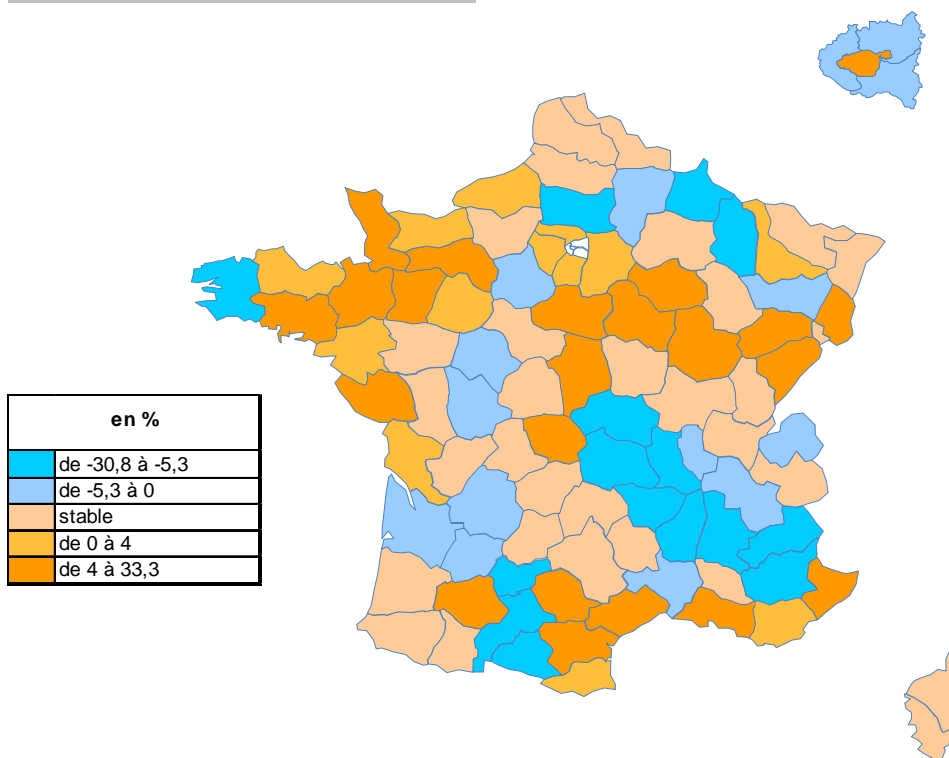 en %
de -30,8 à -5,3
de -5,3 à 0
stable
de 0 à 4
de 4 à 33,3